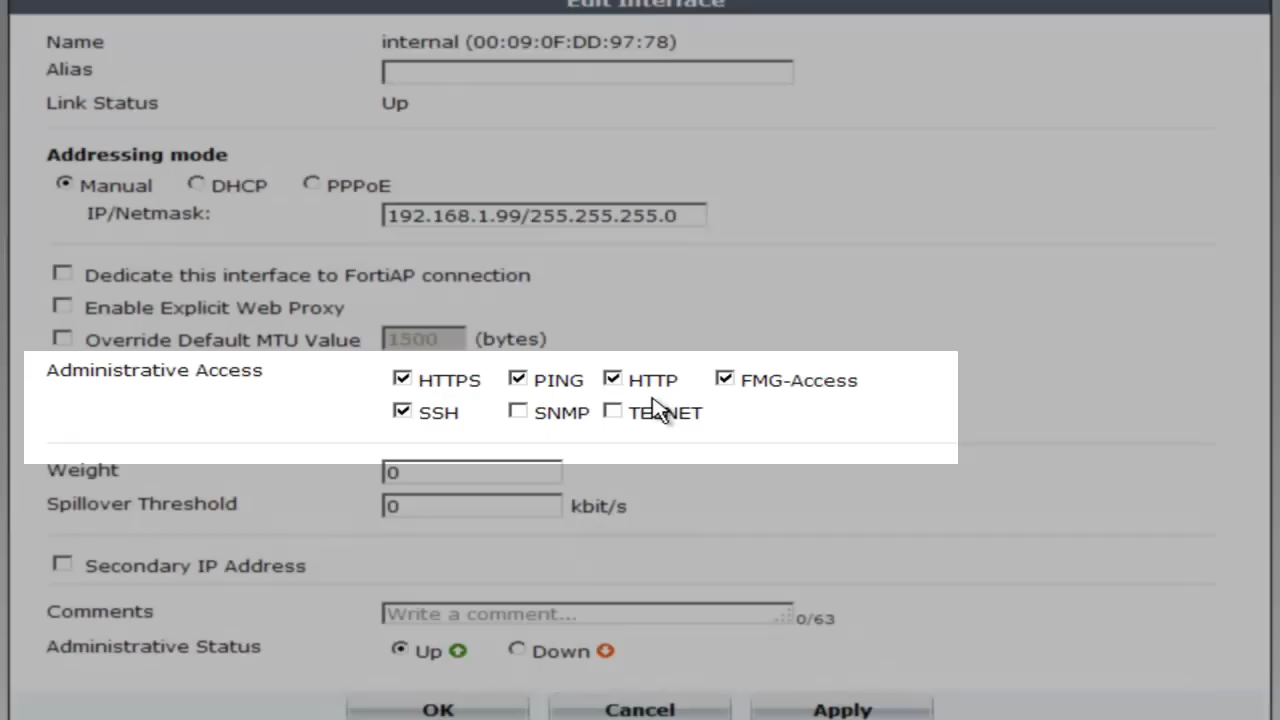 Edit Interface
Name internal (00:09:0F:DD:97:78)
Alias
Link Status Up
Addressing mode
Manual DHCP PPPoE
IP/Netmask: 192.168.1.99/255.255.255.0
Dedicate this interface to FortiAP connection
Enable Explicit Web Proxy
Override Default MTU Value 1500 (bytes)
Administrative Access HTTPS PING HTTP FMG-Access
SSH SNMP TELNET
Weight 0
Spillover Threshold 0 kbit/s
Secondary IP Address
Comments Write a comment... 0/63
Administrative Status Up Down
OK Cancel Apply